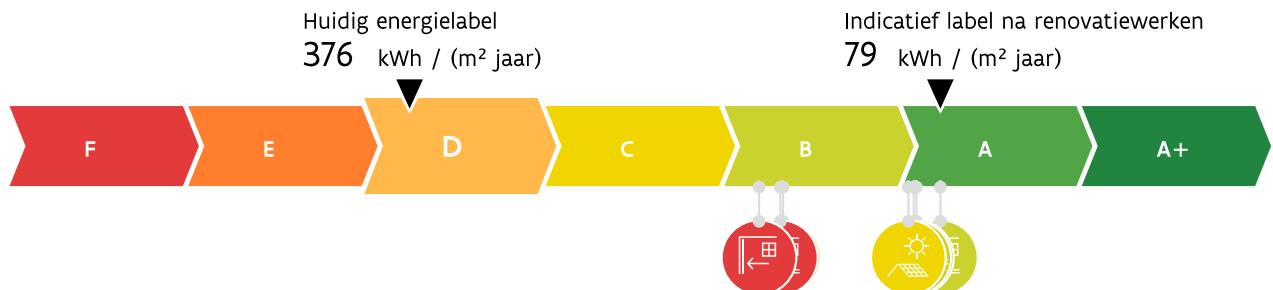 Huidig energielabel
376 kWh / (m² jaar)
Indicatief label na renovatiewerken
79 kWh / (m² jaar)
F E D C B A A+